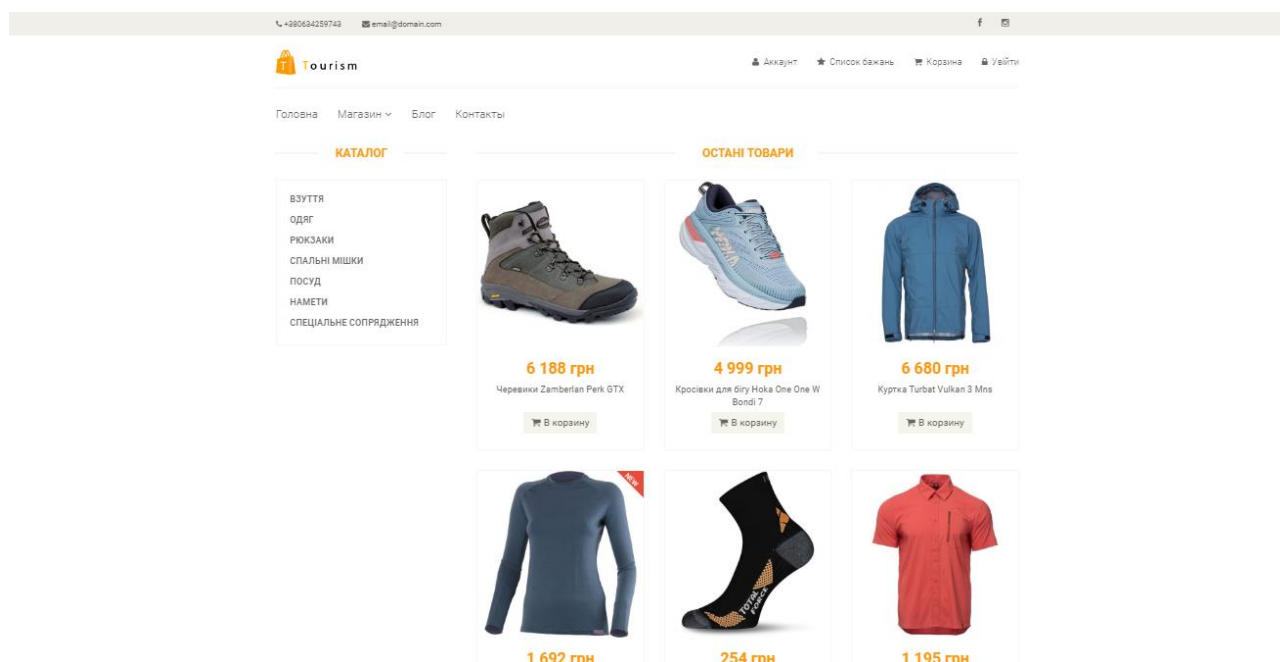 +380634259743 email@domain.com
Tourism
Аккаунт Список бажань Корзина Увійти
Головна Магазин Блог Контакты
КАТАЛОГ
ВЗУТТЯ
ОДЯГ
РЮКЗАКИ
СПАЛЬНІ МІШКИ
ПОСУД
НАМЕТИ
СПЕЦІАЛЬНЕ СОПРЯДЖЕННЯ
ОСТАНІ ТОВАРИ
6 188 грн
Черевики Zamberlan Perk GTX
В корзину
4 999 грн
Кросівки для бігу Hoka One One W
Bondi 7
В корзину
6 680 грн
Куртка Turbat Vulkan 3 Mns
В корзину
NEW
1 692 грн
TOTAL
FORCE
254 грн
1 195 грн